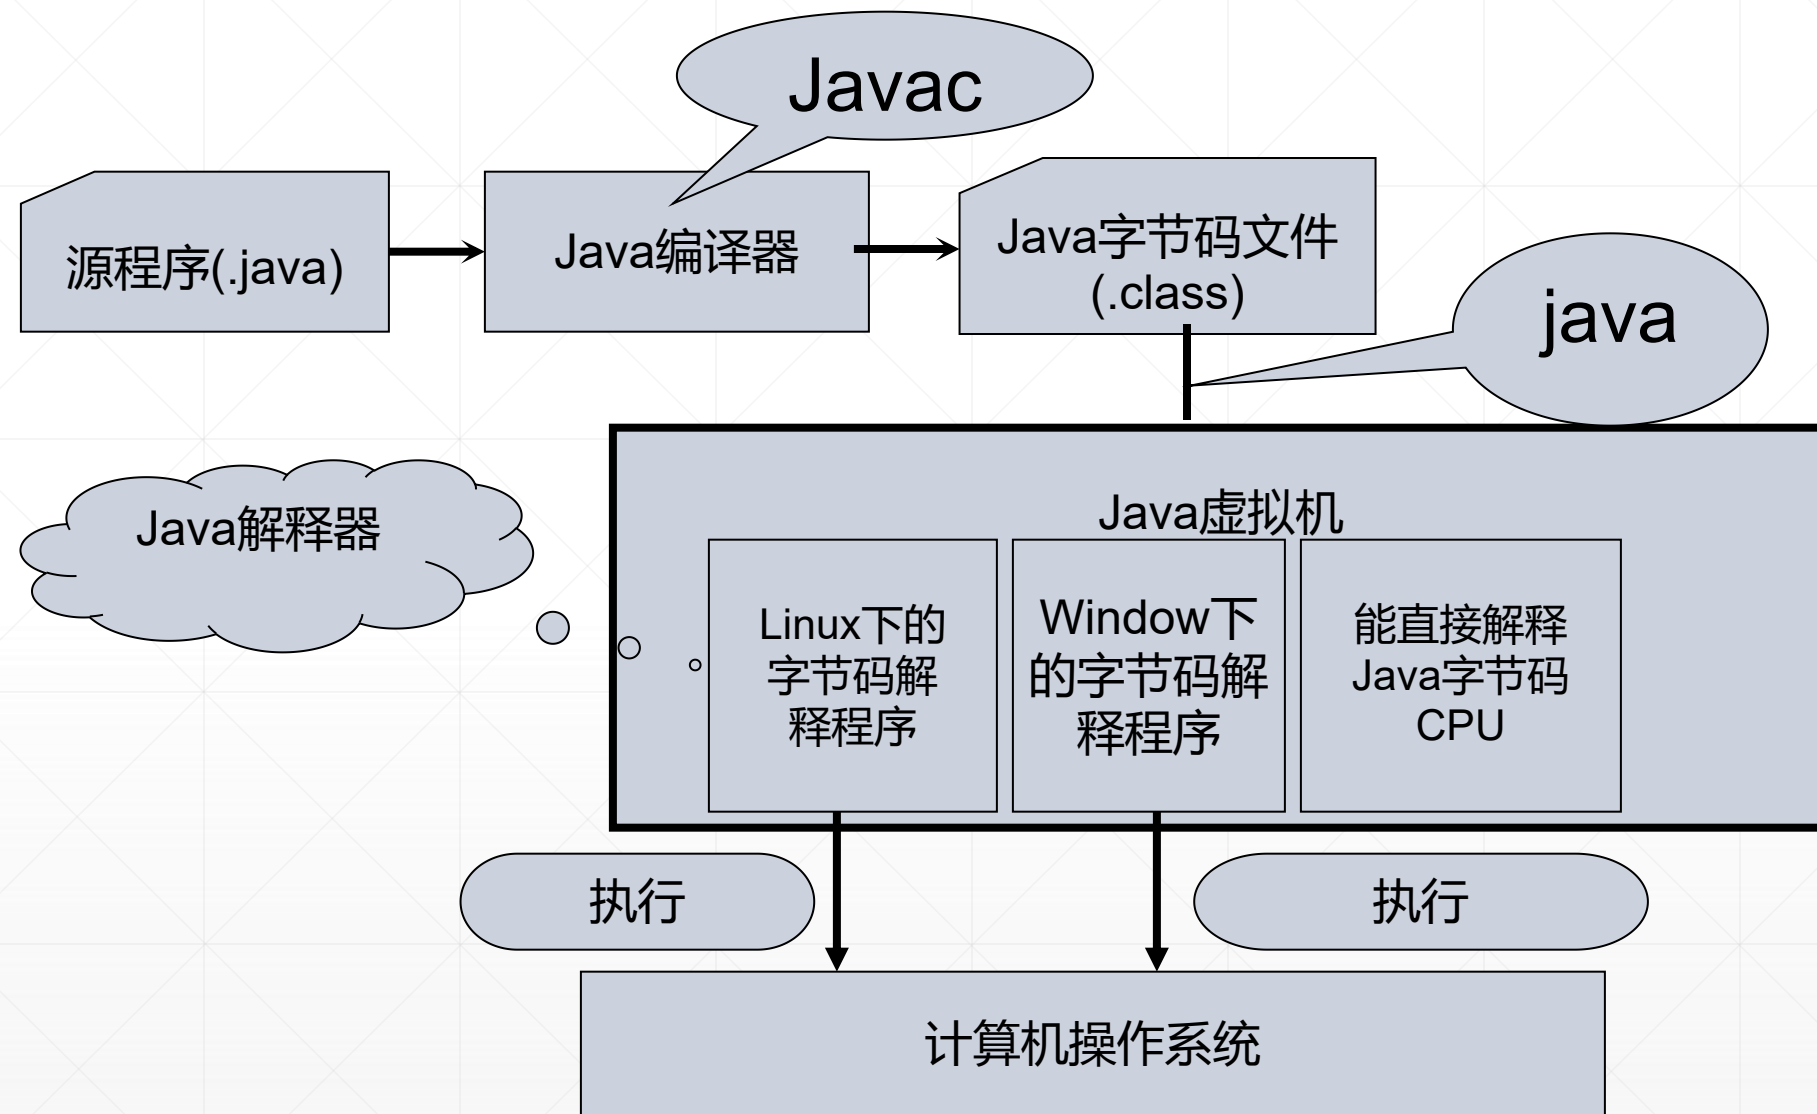 Javac
源程序(.java)
Java编译器
Java字节码文件
(.class)
java
Java解释器
Java虚拟机
Linux下的
字节码解
释程序
Window下
的字节码解
释程序
能直接解释
Java字节码
CPU
执行
执行
计算机操作系统